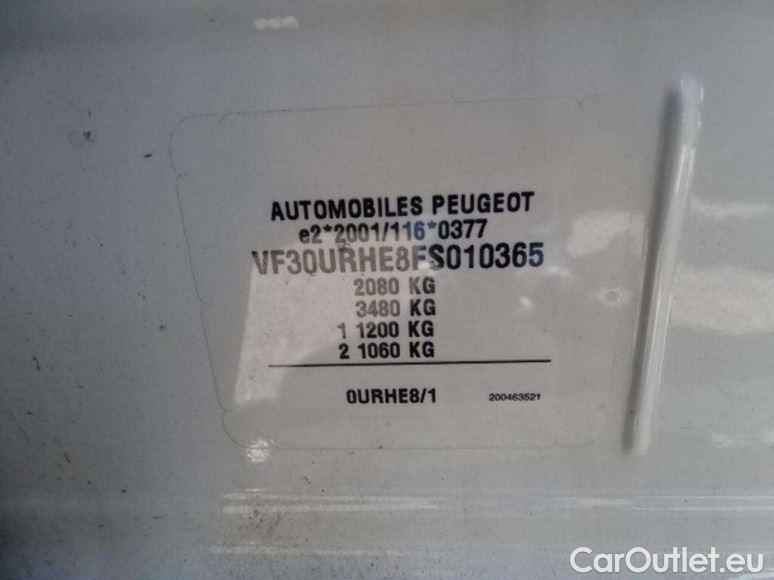 AUTOMOBILES PEUGEOT
e2*2001/116*0377
VF30URHE8FS010365
2080 KG
3480 KG
1 1200 KG
2 1060 KG
0URHE8/1 200463521
CarOutlet.eu